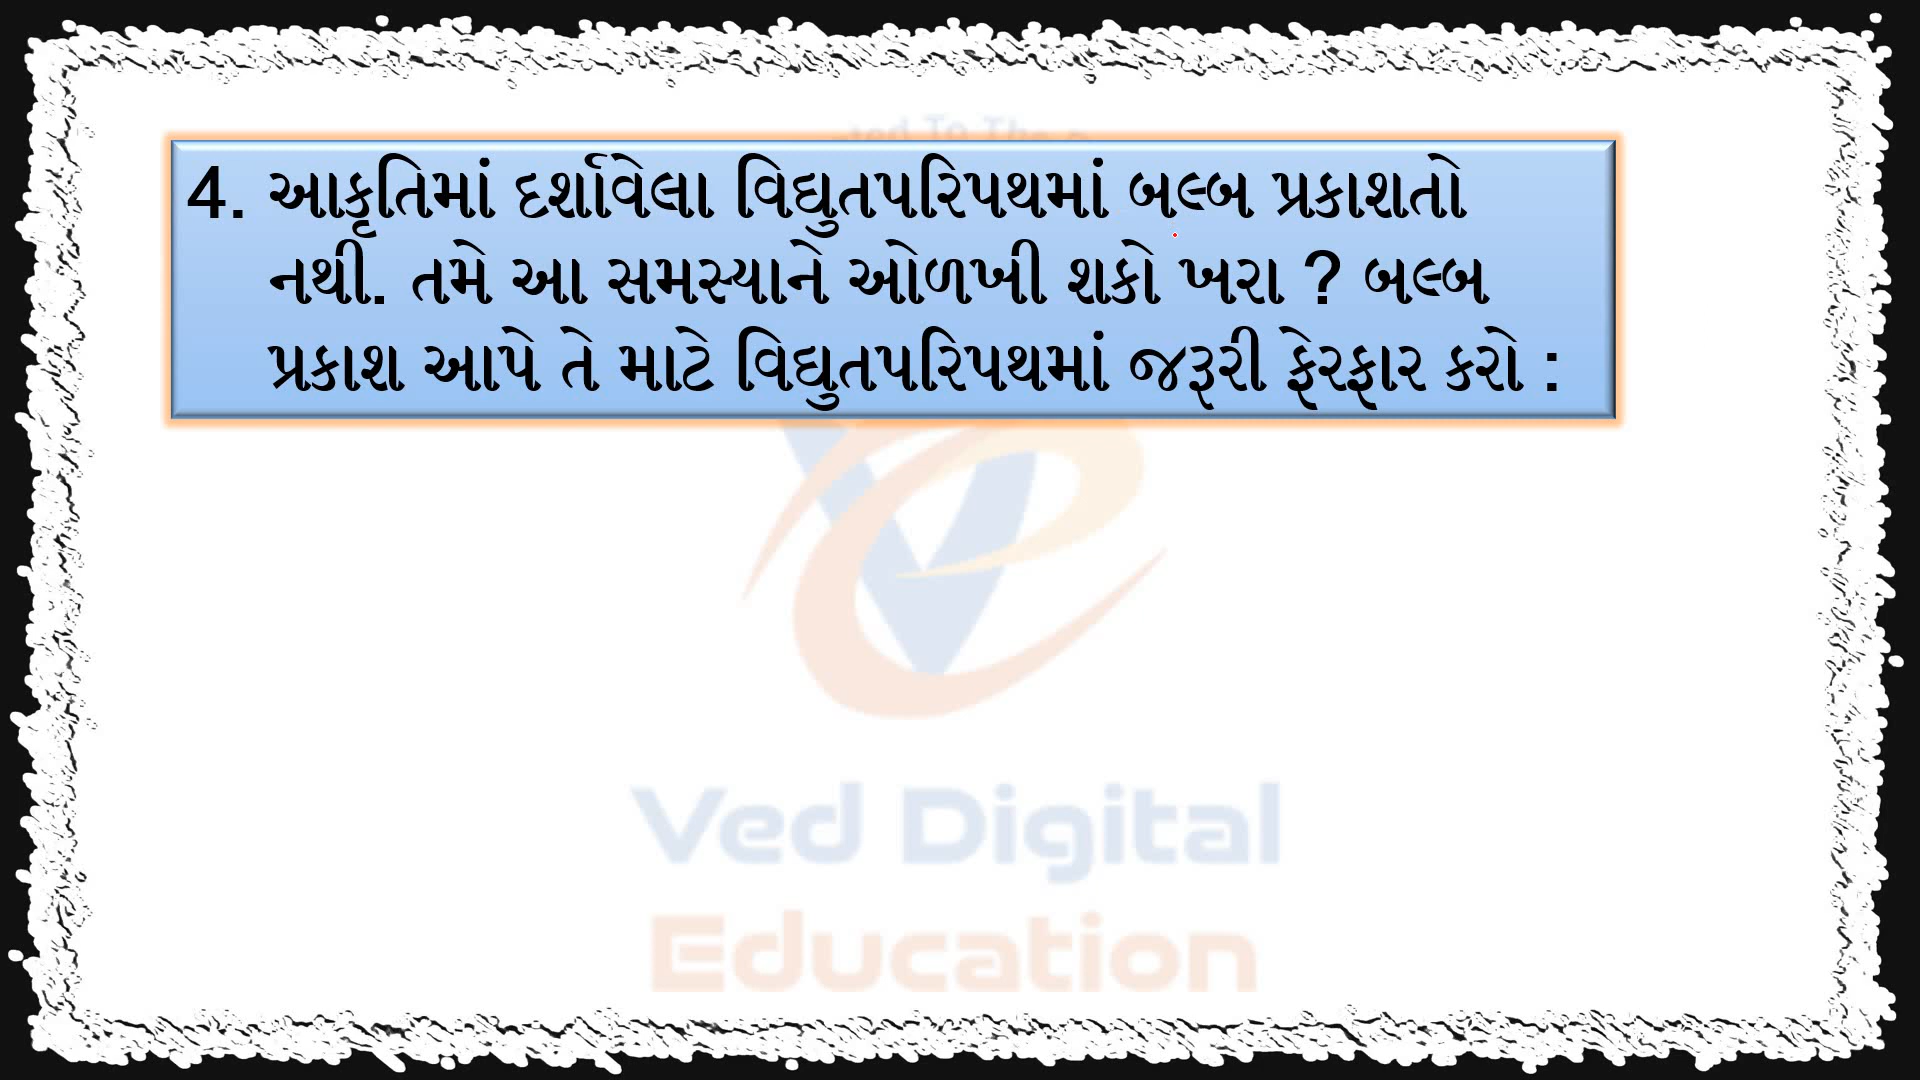 4. આકૃતિમાં દર્શાવેલા વિદ્યુતપરિપથમાં બલ્બ પ્રકાશતો
નથી. તમે આ સમસ્યાને ઓળખી શકો ખરા ? બલ્બ
પ્રકાશ આપે તે માટે વિદ્યુતપરિપથમાં જરૂરી ફેરફાર કરો :
Ved Digital
Education